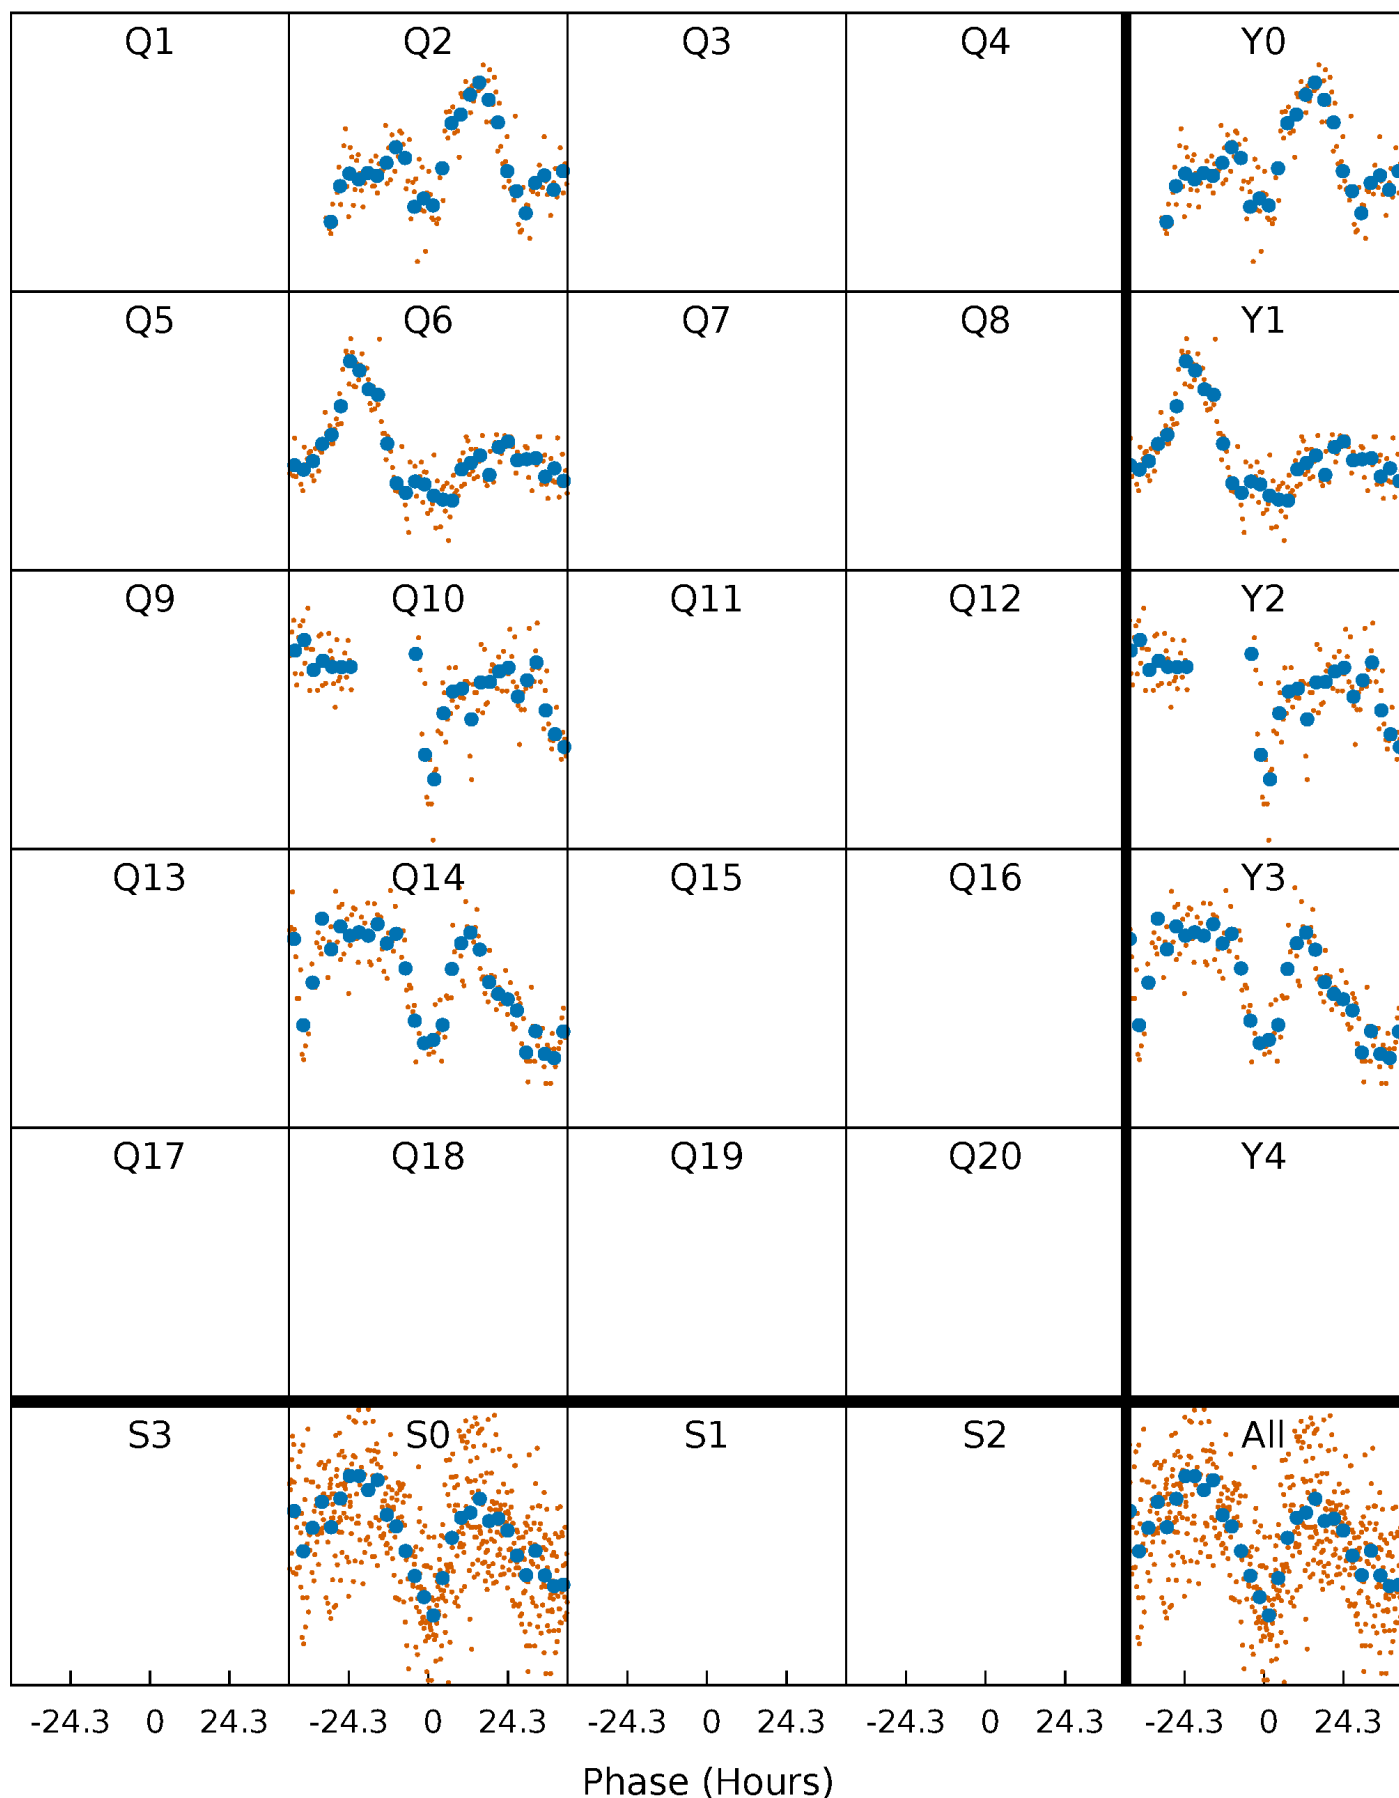 Q1 Q2 Q3 Q4 Y0
Q5 Q6 Q7 Q8 Y1
Q9 Q10 Q11 Q12 Y2
Q13 Q14 Q15 Q16 Y3
Q17 Q18 Q19 Q20 Y4
S3 S0 S1 S2 All
-24.3 0 24.3 -24.3 0 24.3 -24.3 0 24.3 -24.3 0 24.3 -24.3 0 24.3
Phase (Hours)